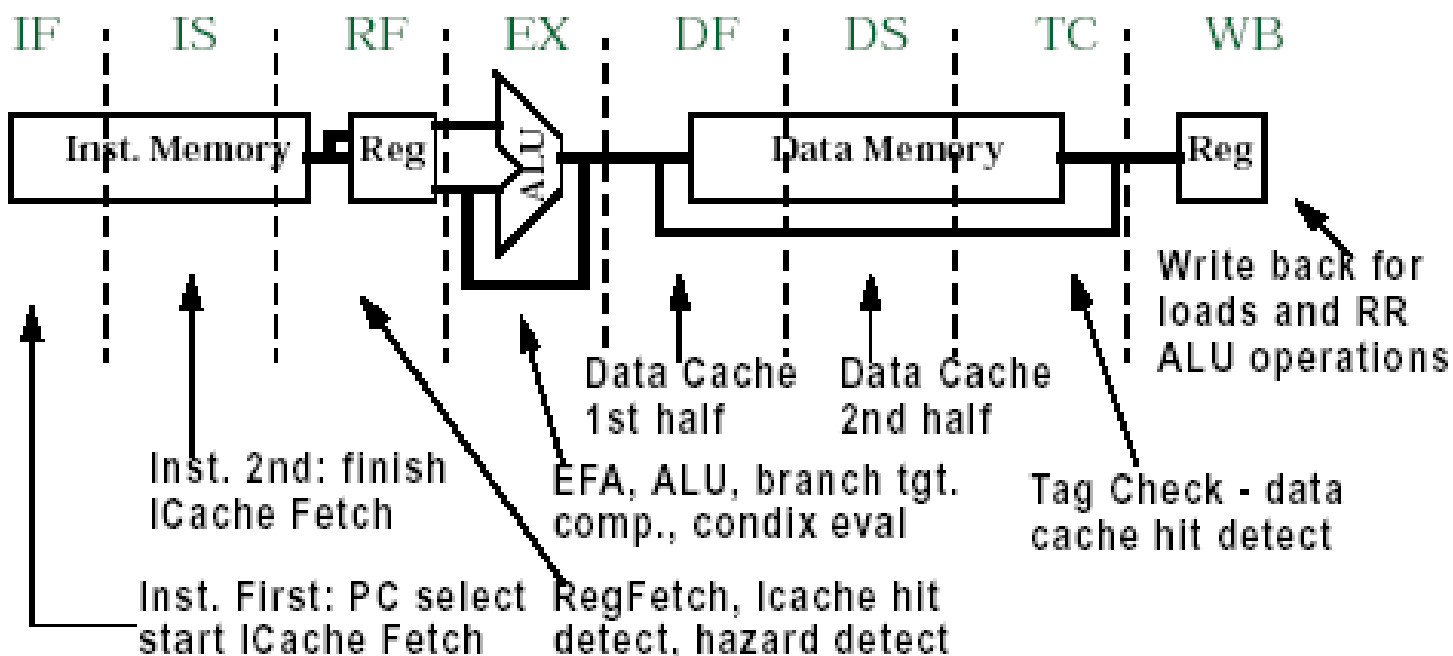 IF IS RF EX DF DS TC WB
Inst. Memory Reg ALU Data Memory Reg
Write back for
loads and RR
ALU operations
Data Cache
1st half
Data Cache
2nd half
Inst. 2nd: finish
ICache Fetch
EFA, ALU, branch tgt.
comp., condix eval
Tag Check - data
cache hit detect
Inst. First: PC select
start ICache Fetch
RegFetch, Icache hit
detect, hazard detect